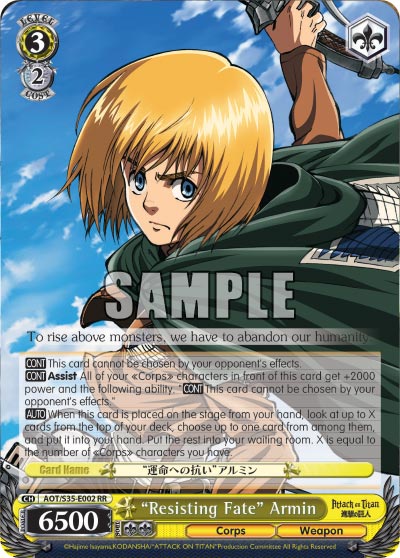 LEVEL
3
2
COST
SAMPLE
To rise above monsters, we have to abandon our humanity.
CONT This card cannot be chosen by your opponent's effects.
CONT Assist All of your «Corps» characters in front of this card get +2000
power and the following ability. "CONT This card cannot be chosen by
your opponent's effects."
AUTO When this card is placed on the stage from your hand, look at up to X
cards from the top of your deck, choose up to one card from among them,
and put it in your hand. Put the rest into your waiting room. X is equal to
the number of «Corps» characters you have.
Card Name
"運命への抗い"アルミン
AOT/S35-E002 RR
"Resisting Fate" Armin
Attack on Titan
進撃の巨人
POWER
6500
SOUL
Corps
Weapon
©Hajime Isayama,KODANSHA/"ATTACK ON TITAN"Production Committee All Rights Reserved